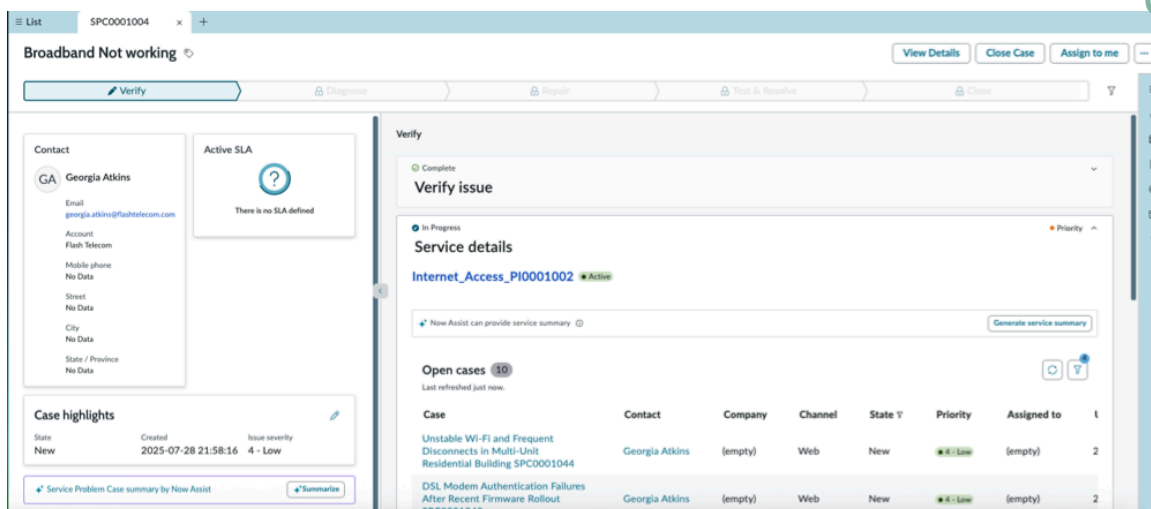 List
SPC0001004 × +
Broadband Not working
View Details
Close Case
Assign to me
Verify
Diagnose
Repair
Test & Resolve
Close
Contact
GA
Georgia Atkins
Email
georgia.atkins@flashtelecom.com
Account
Flash Telecom
Mobile phone
No Data
Street
No Data
City
No Data
State / Province
No Data
Active SLA
?
There is no SLA defined
Case highlights
State
New
Created
2025-07-28 21:58:16
Issue severity
4 - Low
Service Problem Case summary by Now Assist
Summarize
Verify
Complete
Verify issue
In Progress
Priority
Service details
Internet_Access_PI0001002
Active
Now Assist can provide service summary
Generate service summary
Open cases 10
4
Last refreshed just now.
Case Contact Company Channel State Priority Assigned to
Unstable Wi-Fi and Frequent
Disconnects in Multi-Unit
Residential Building SPC0001044
Georgia Atkins (empty) Web New 4 - Low (empty) 2
DSL Modem Authentication Failures
After Recent Firmware Rollout
Georgia Atkins (empty) Web New 4 - Low (empty) 2